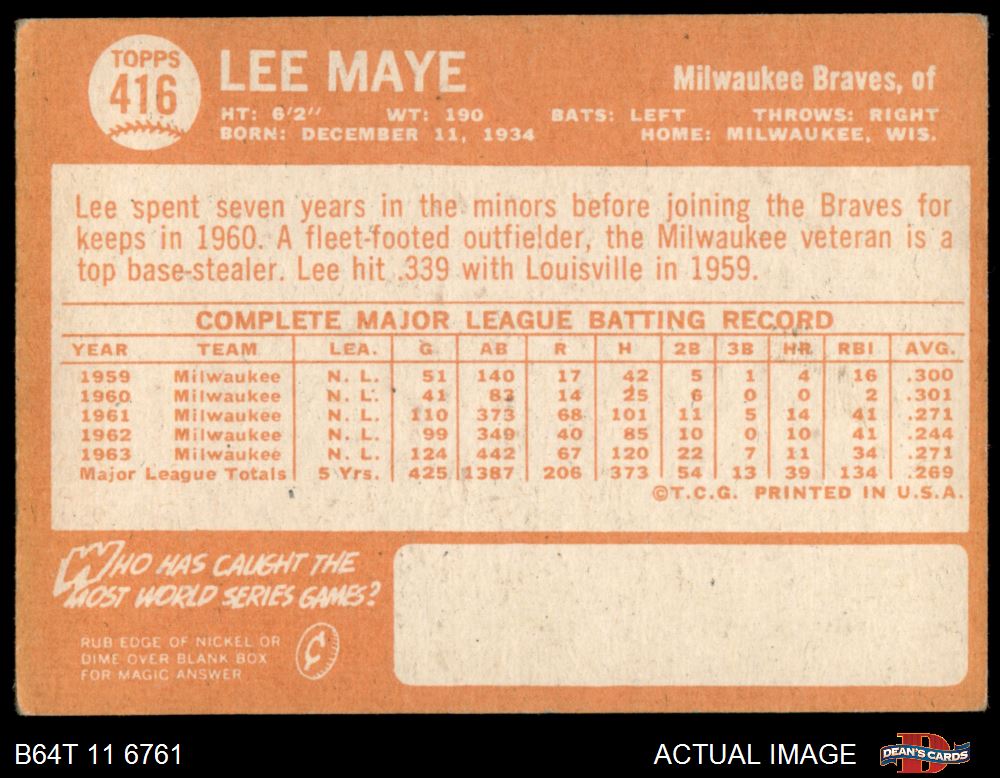 TOPPS
416
LEE MAYE
Milwaukee Braves, of
HT: 6'2" WT: 190 BATS: LEFT THROWS: RIGHT
BORN: DECEMBER 11, 1934 HOME: MILWAUKEE, WIS.
Lee spent seven years in the minors before joining the Braves for
keeps in 1960. A fleet-footed outfielder, the Milwaukee veteran is a
top base-stealer. Lee hit .339 with Louisville in 1959.
COMPLETE MAJOR LEAGUE BATTING RECORD
YEAR TEAM LEA. G AB R H 2B 3B HR RBI AVG.
1959 Milwaukee N. L. 51 140 17 42 5 1 4 16 .300
1960 Milwaukee N. L. 41 83 14 25 6 0 0 2 .301
1961 Milwaukee N. L. 110 373 68 101 11 5 14 41 .271
1962 Milwaukee N. L. 99 349 40 85 10 0 10 41 .244
1963 Milwaukee N. L. 124 442 67 120 22 7 11 34 .271
Major League Totals 5 Yrs. 425 1387 206 373 54 13 39 134 .269
©T.C.G. PRINTED IN U.S.A.
WHO HAS CAUGHT THE
MOST WORLD SERIES GAMES?
RUB EDGE OF NICKEL OR
DIME OVER BLANK BOX
FOR MAGIC ANSWER
B64T 11 6761
ACTUAL IMAGE
DEAN'S CARDS